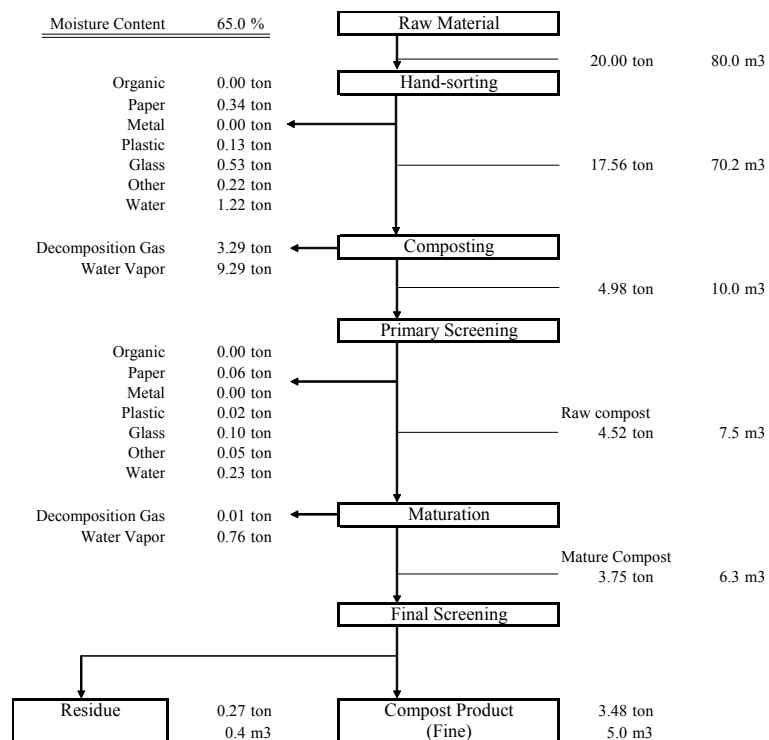 Moisture Content 65.0 % Raw Material
20.00 ton 80.0 m3
Organic 0.00 ton Hand-sorting
Paper 0.34 ton
Metal 0.00 ton
Plastic 0.13 ton
Glass 0.53 ton 17.56 ton 70.2 m3
Other 0.22 ton
Water 1.22 ton
Decomposition Gas 3.29 ton Composting
Water Vapor 9.29 ton
4.98 ton 10.0 m3
Primary Screening
Organic 0.00 ton
Paper 0.06 ton
Metal 0.00 ton
Plastic 0.02 ton Raw compost
Glass 0.10 ton 4.52 ton 7.5 m3
Other 0.05 ton
Water 0.23 ton
Decomposition Gas 0.01 ton Maturation
Water Vapor 0.76 ton
Mature Compost
3.75 ton 6.3 m3
Final Screening
Residue 0.27 ton Compost Product 3.48 ton
0.4 m3 (Fine) 5.0 m3